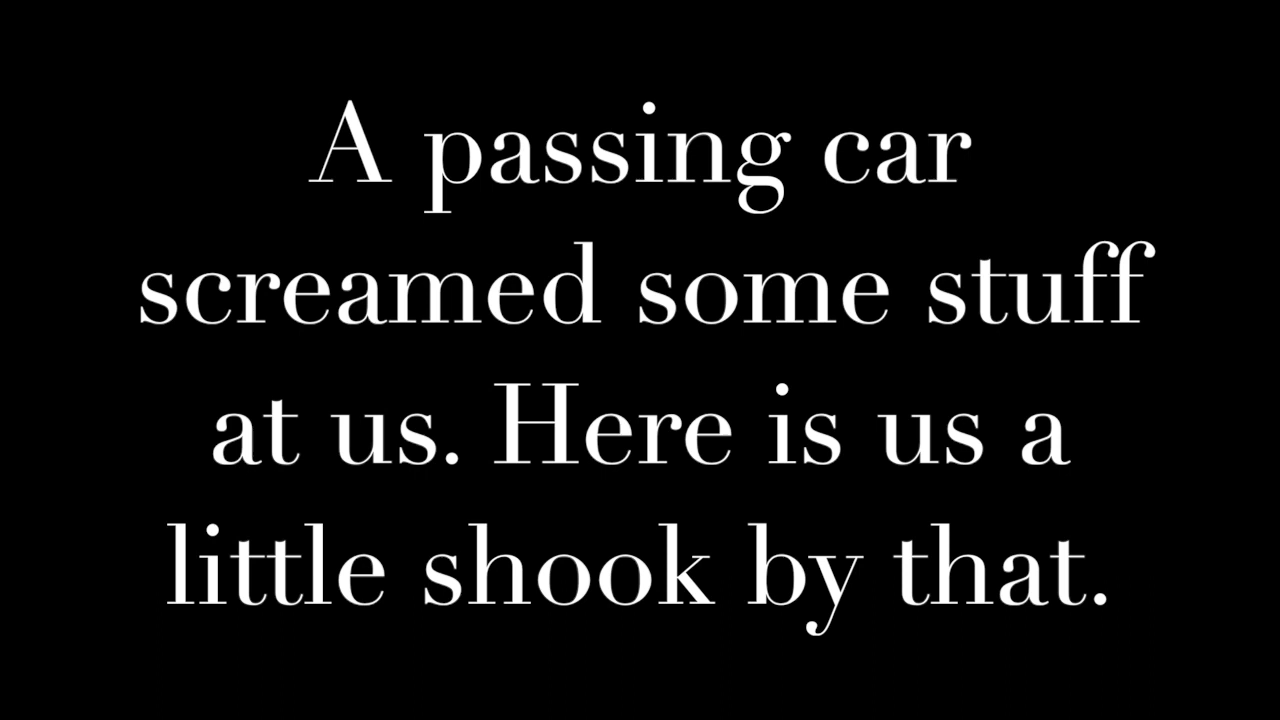 A passing car
screamed some stuff
at us. Here is us a
little shook by that.